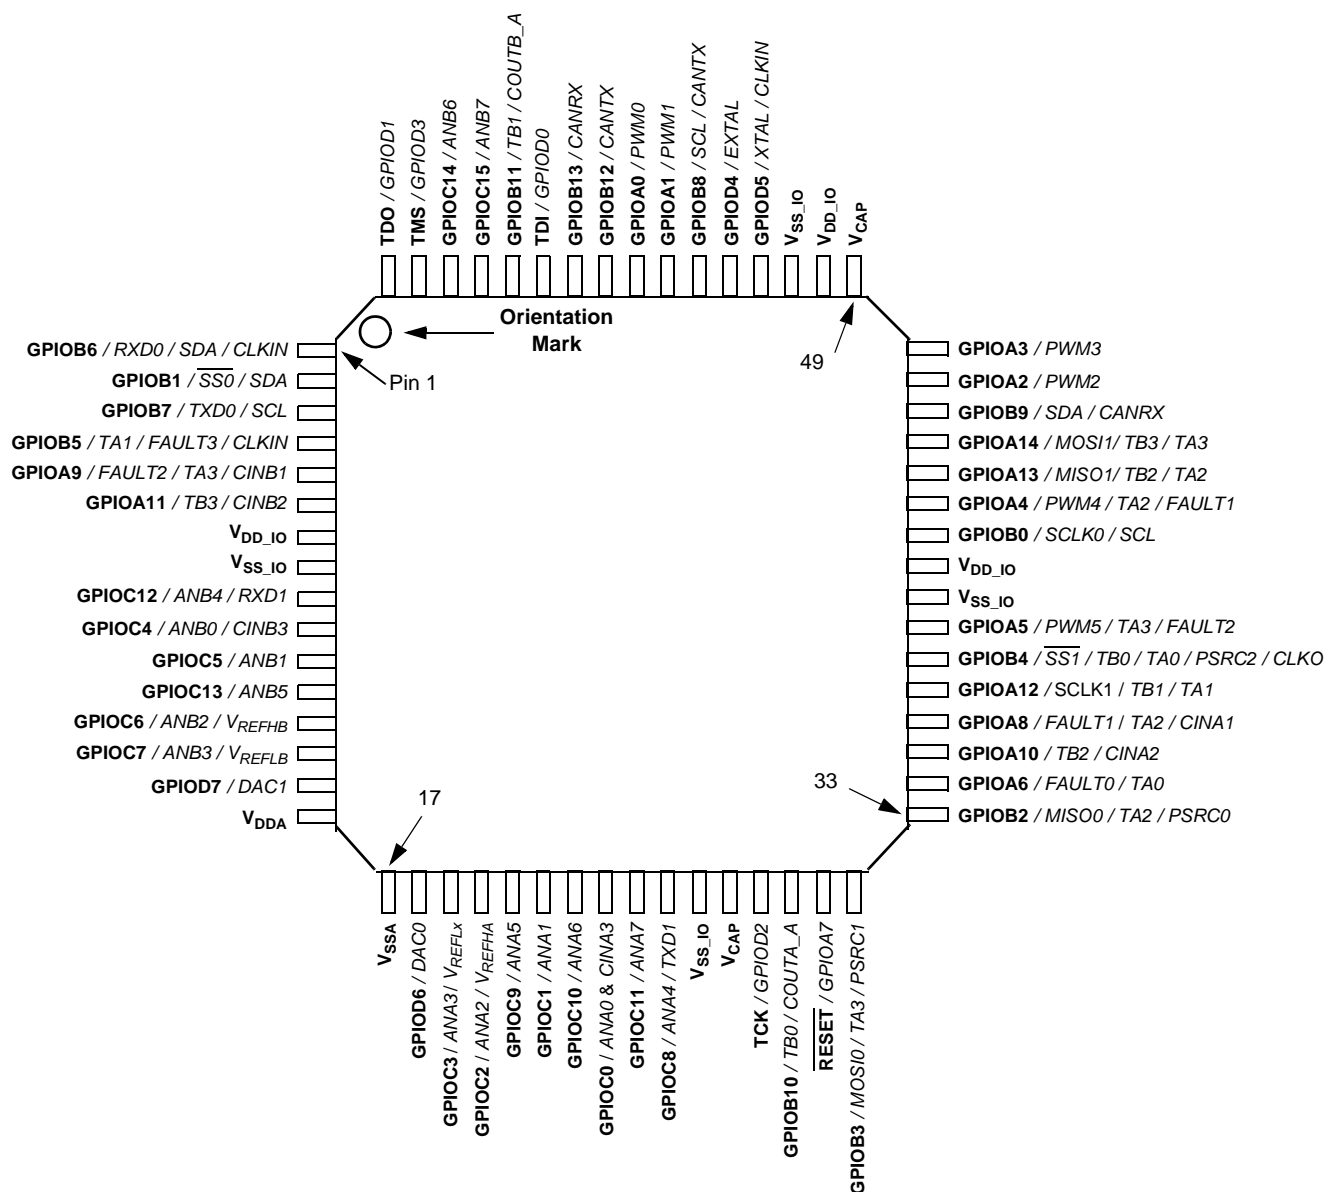 TDO / GPIOD1
TMS / GPIOD3
GPIOC14 / ANB6
GPIOC15 / ANB7
GPIOB11 / TB1 / COUTB_A
TDI / GPIOD0
GPIOB13 / CANRX
GPIOB12 / CANTX
GPIOA0 / PWM0
GPIOA1 / PWM1
GPIOB8 / SCL / CANTX
GPIOD4 / EXTAL
GPIOD5 / XTAL / CLKIN
VSS_IO
VDD_IO
VCAP
Orientation
Mark
Pin 1
49
GPIOB6 / RXD0 / SDA / CLKIN
GPIOB1 / SS0 / SDA
GPIOB7 / TXD0 / SCL
GPIOB5 / TA1 / FAULT3 / CLKIN
GPIOA9 / FAULT2 / TA3 / CINB1
GPIOA11 / TB3 / CINB2
VDD_IO
VSS_IO
GPIOC12 / ANB4 / RXD1
GPIOC4 / ANB0 / CINB3
GPIOC5 / ANB1
GPIOC13 / ANB5
GPIOC6 / ANB2 / VREFHB
GPIOC7 / ANB3 / VREFLB
GPIOD7 / DAC1
VDDA
GPIOA3 / PWM3
GPIOA2 / PWM2
GPIOB9 / SDA / CANRX
GPIOA14 / MOSI1/ TB3 / TA3
GPIOA13 / MISO1/ TB2 / TA2
GPIOA4 / PWM4 / TA2 / FAULT1
GPIOB0 / SCLK0 / SCL
VDD_IO
VSS_IO
GPIOA5 / PWM5 / TA3 / FAULT2
GPIOB4 / SS1 / TB0 / TA0 / PSRC2 / CLKO
GPIOA12 / SCLK1 / TB1 / TA1
GPIOA8 / FAULT1 / TA2 / CINA1
GPIOA10 / TB2 / CINA2
GPIOA6 / FAULT0 / TA0
GPIOB2 / MISO0 / TA2 / PSRC0
17
33
VSSA
GPIOD6 / DAC0
GPIOC3 / ANA3 / VREFLx
GPIOC2 / ANA2 / VREFHA
GPIOC9 / ANA5
GPIOC1 / ANA1
GPIOC10 / ANA6
GPIOC0 / ANA0 & CINA3
GPIOC11 / ANA7
GPIOC8 / ANA4 / TXD1
VSS_IO
VCAP
TCK / GPIOD2
GPIOB10 / TB0 / COUTA_A
RESET / GPIOA7
GPIOB3 / MOSI0 / TA3 / PSRC1